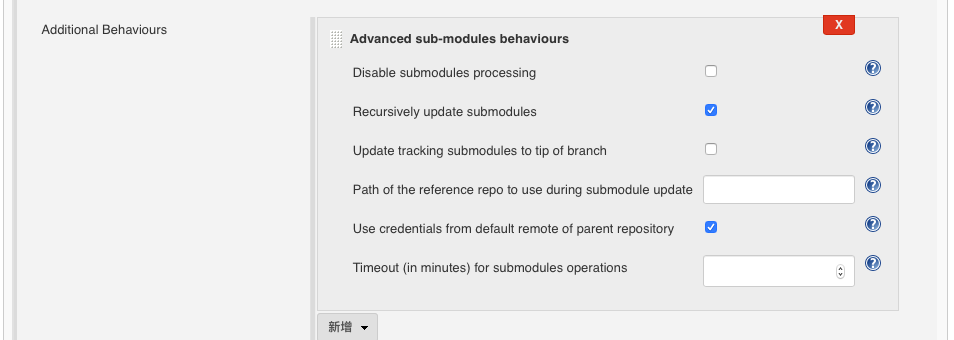 Additional Behaviours
X
Advanced sub-modules behaviours
Disable submodules processing
Recursively update submodules
Update tracking submodules to tip of branch
Path of the reference repo to use during submodule update
Use credentials from default remote of parent repository
Timeout (in minutes) for submodules operations
新增